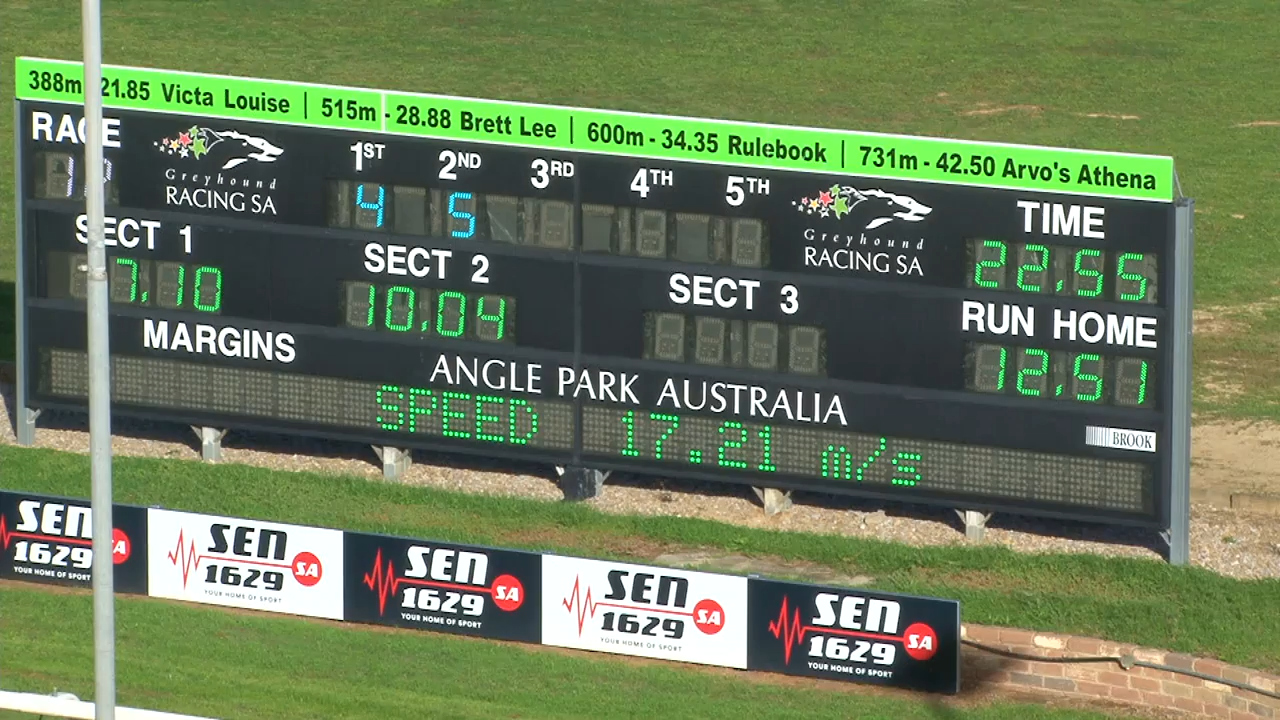 388m 21.85 Victa Louise | 515m - 28.88 Brett Lee | 600m - 34.35 Rulebook | 731m - 42.50 Arvo's Athena
RACE
Greyhound
RACING SA
1ST 2ND 3RD 4TH 5TH
4 5
Greyhound
RACING SA
TIME
22.55
SECT 1
7.10
SECT 2
10.04
SECT 3
RUN HOME
12.51
MARGINS
ANGLE PARK AUSTRALIA
SPEED 17.21 m/s
BROOK
SEN
1629
YOUR HOME OF SPORT
SEN
1629
SA
YOUR HOME OF SPORT
SEN
1629
SA
YOUR HOME OF SPORT
SEN
1629
SA
YOUR HOME OF SPORT
SEN
1629
SA
YOUR HOME OF SPORT